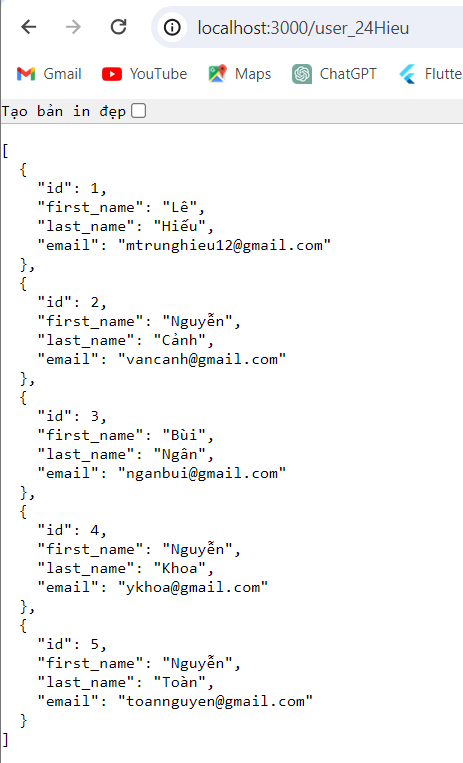 localhost:3000/user_24Hieu
Gmail YouTube Maps ChatGPT Flutte
Tạo bản in đẹp
[
  {
    "id": 1,
    "first_name": "Lê",
    "last_name": "Hiếu",
    "email": "mtrunghieu12@gmail.com"
  },
  {
    "id": 2,
    "first_name": "Nguyễn",
    "last_name": "Cảnh",
    "email": "vancanh@gmail.com"
  },
  {
    "id": 3,
    "first_name": "Bùi",
    "last_name": "Ngân",
    "email": "nganbui@gmail.com"
  },
  {
    "id": 4,
    "first_name": "Nguyễn",
    "last_name": "Khoa",
    "email": "ykhoa@gmail.com"
  },
  {
    "id": 5,
    "first_name": "Nguyễn",
    "last_name": "Toàn",
    "email": "toannguyen@gmail.com"
  }
]